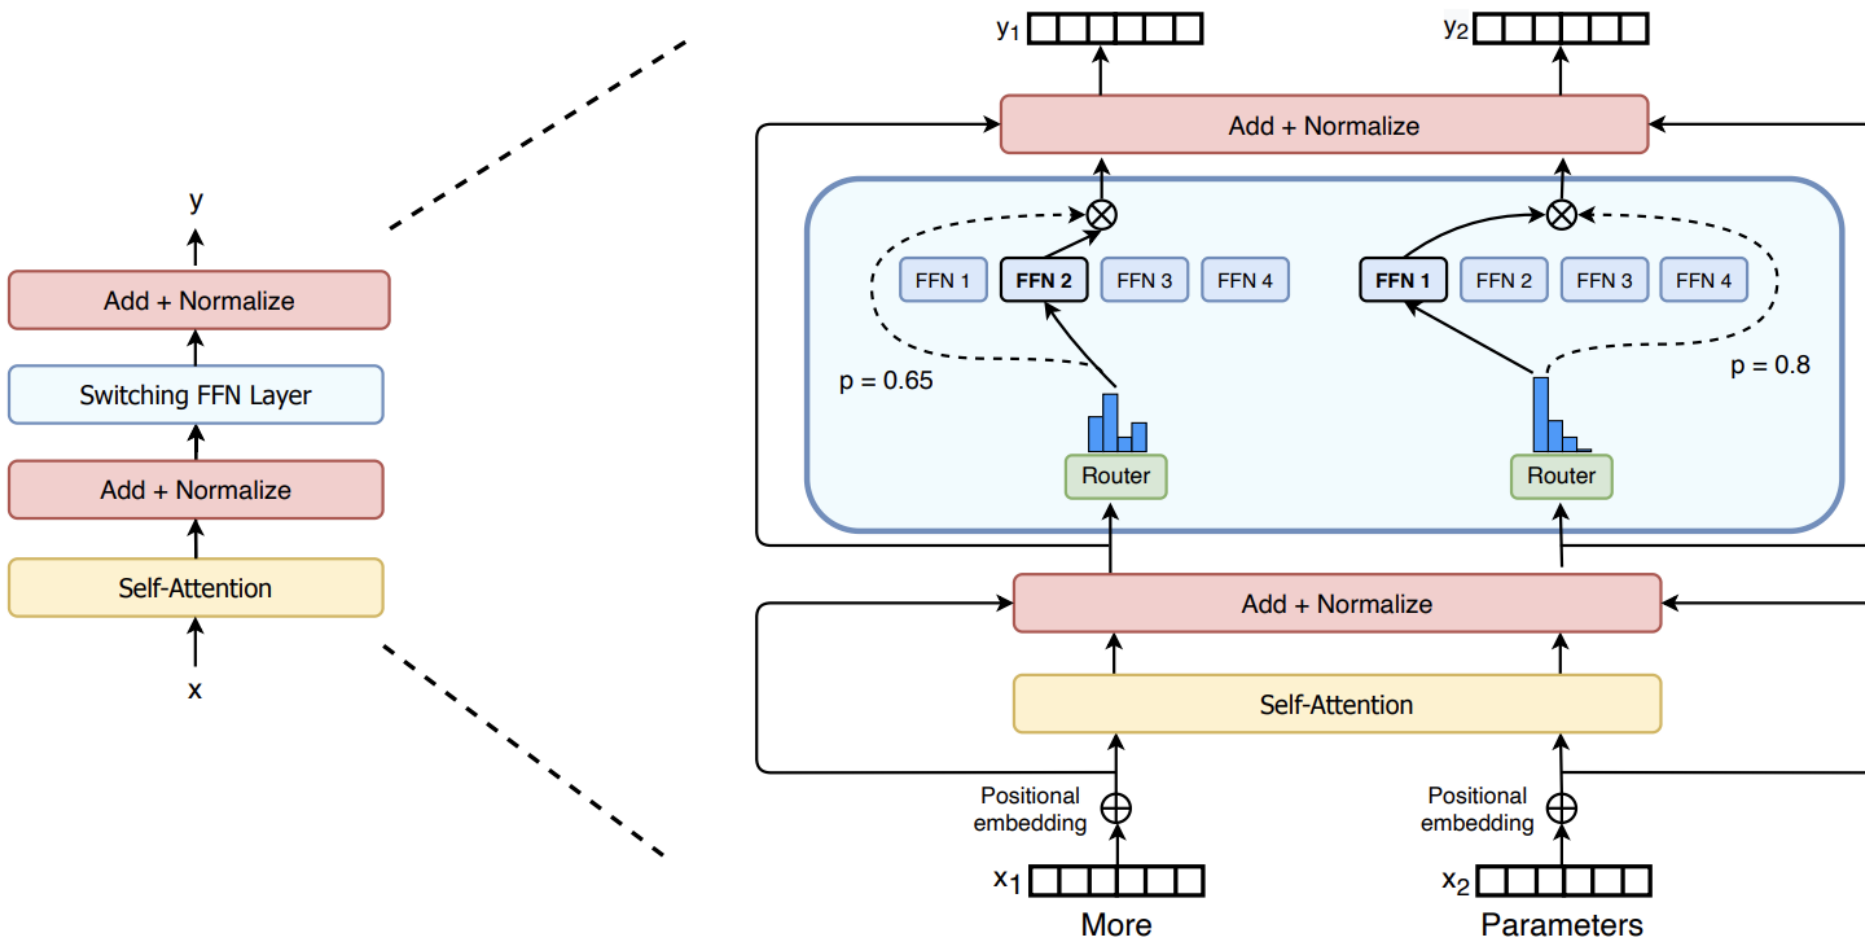 y
Add + Normalize
Switching FFN Layer
Add + Normalize
Self-Attention
x
y1
y2
Add + Normalize
FFN 1
FFN 2
FFN 3
FFN 4
FFN 1
FFN 2
FFN 3
FFN 4
p = 0.65
p = 0.8
Router
Router
Add + Normalize
Self-Attention
Positional
embedding
Positional
embedding
x1
x2
More
Parameters